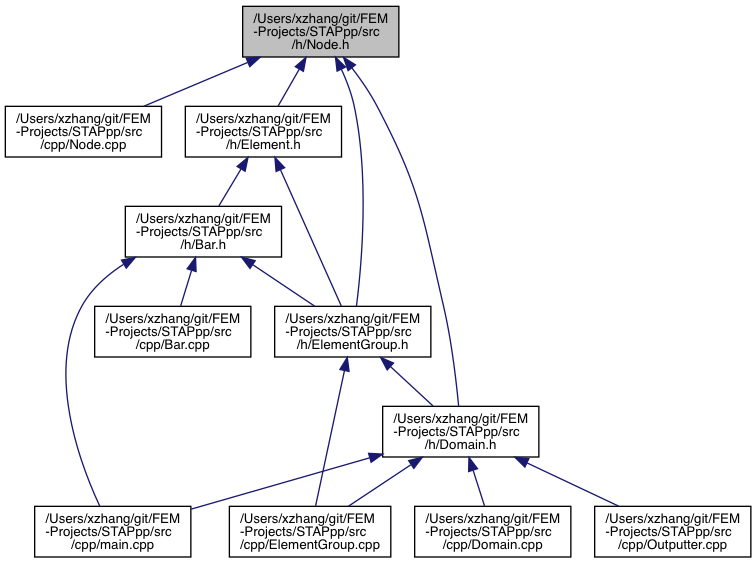 /Users/xzhang/git/FEM
-Projects/STAPpp/src
/h/Node.h
/Users/xzhang/git/FEM
-Projects/STAPpp/src
/cpp/Node.cpp
/Users/xzhang/git/FEM
-Projects/STAPpp/src
/h/Element.h
/Users/xzhang/git/FEM
-Projects/STAPpp/src
/h/Bar.h
/Users/xzhang/git/FEM
-Projects/STAPpp/src
/cpp/Bar.cpp
/Users/xzhang/git/FEM
-Projects/STAPpp/src
/h/ElementGroup.h
/Users/xzhang/git/FEM
-Projects/STAPpp/src
/h/Domain.h
/Users/xzhang/git/FEM
-Projects/STAPpp/src
/cpp/main.cpp
/Users/xzhang/git/FEM
-Projects/STAPpp/src
/cpp/ElementGroup.cpp
/Users/xzhang/git/FEM
-Projects/STAPpp/src
/cpp/Domain.cpp
/Users/xzhang/git/FEM
-Projects/STAPpp/src
/cpp/Outputter.cpp